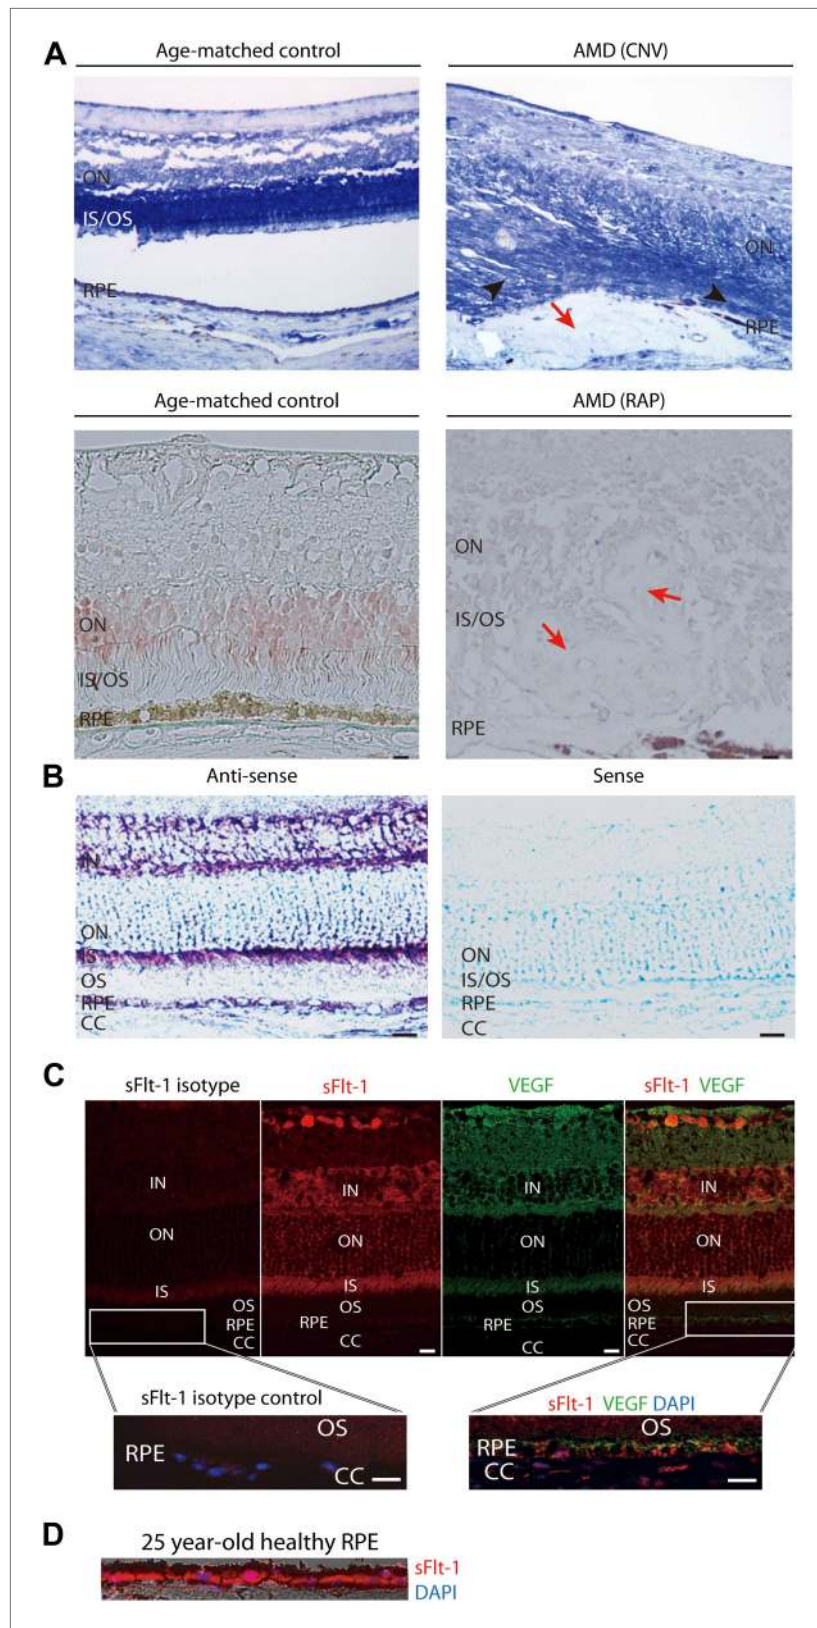 A
Age-matched control
AMD (CNV)
ON
IS/OS
RPE
ON
RPE
Age-matched control
AMD (RAP)
ON
IS/OS
RPE
ON
IS/OS
RPE
B
Anti-sense
Sense
IN
ON
IS
OS
RPE
CC
ON
IS/OS
RPE
CC
C
sFlt-1 isotype
sFlt-1
VEGF
sFlt-1 VEGF
IN
ON
IS
OS
RPE
CC
IN
ON
IS
OS
RPE
CC
IN
ON
IS
OS
RPE
CC
IN
ON
IS
OS
RPE
CC
sFlt-1 isotype control
OS
RPE
CC
sFlt-1 VEGF DAPI
OS
RPE
CC
D
25 year-old healthy RPE
sFlt-1
DAPI